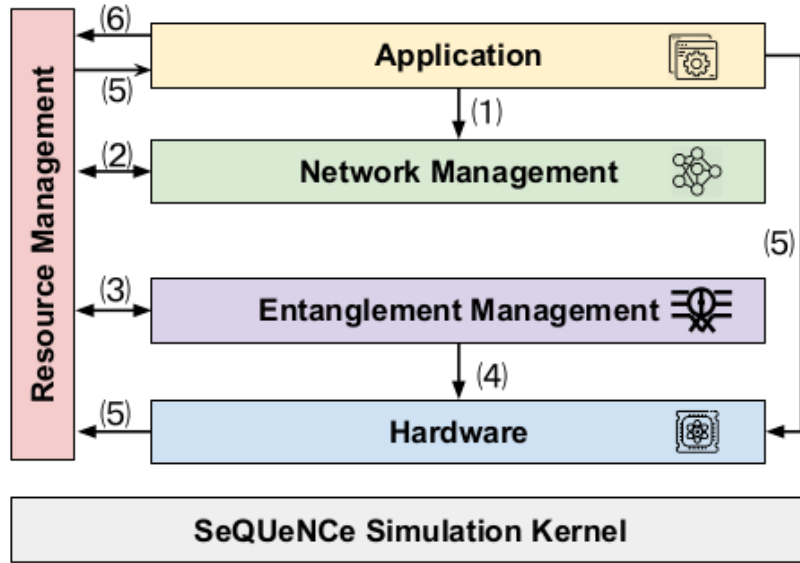 (6)
Application
(5)
(1)
Resource Management
(2)
Network Management
(5)
(3)
Entanglement Management
(4)
(5)
Hardware
SeQUeNCe Simulation Kernel